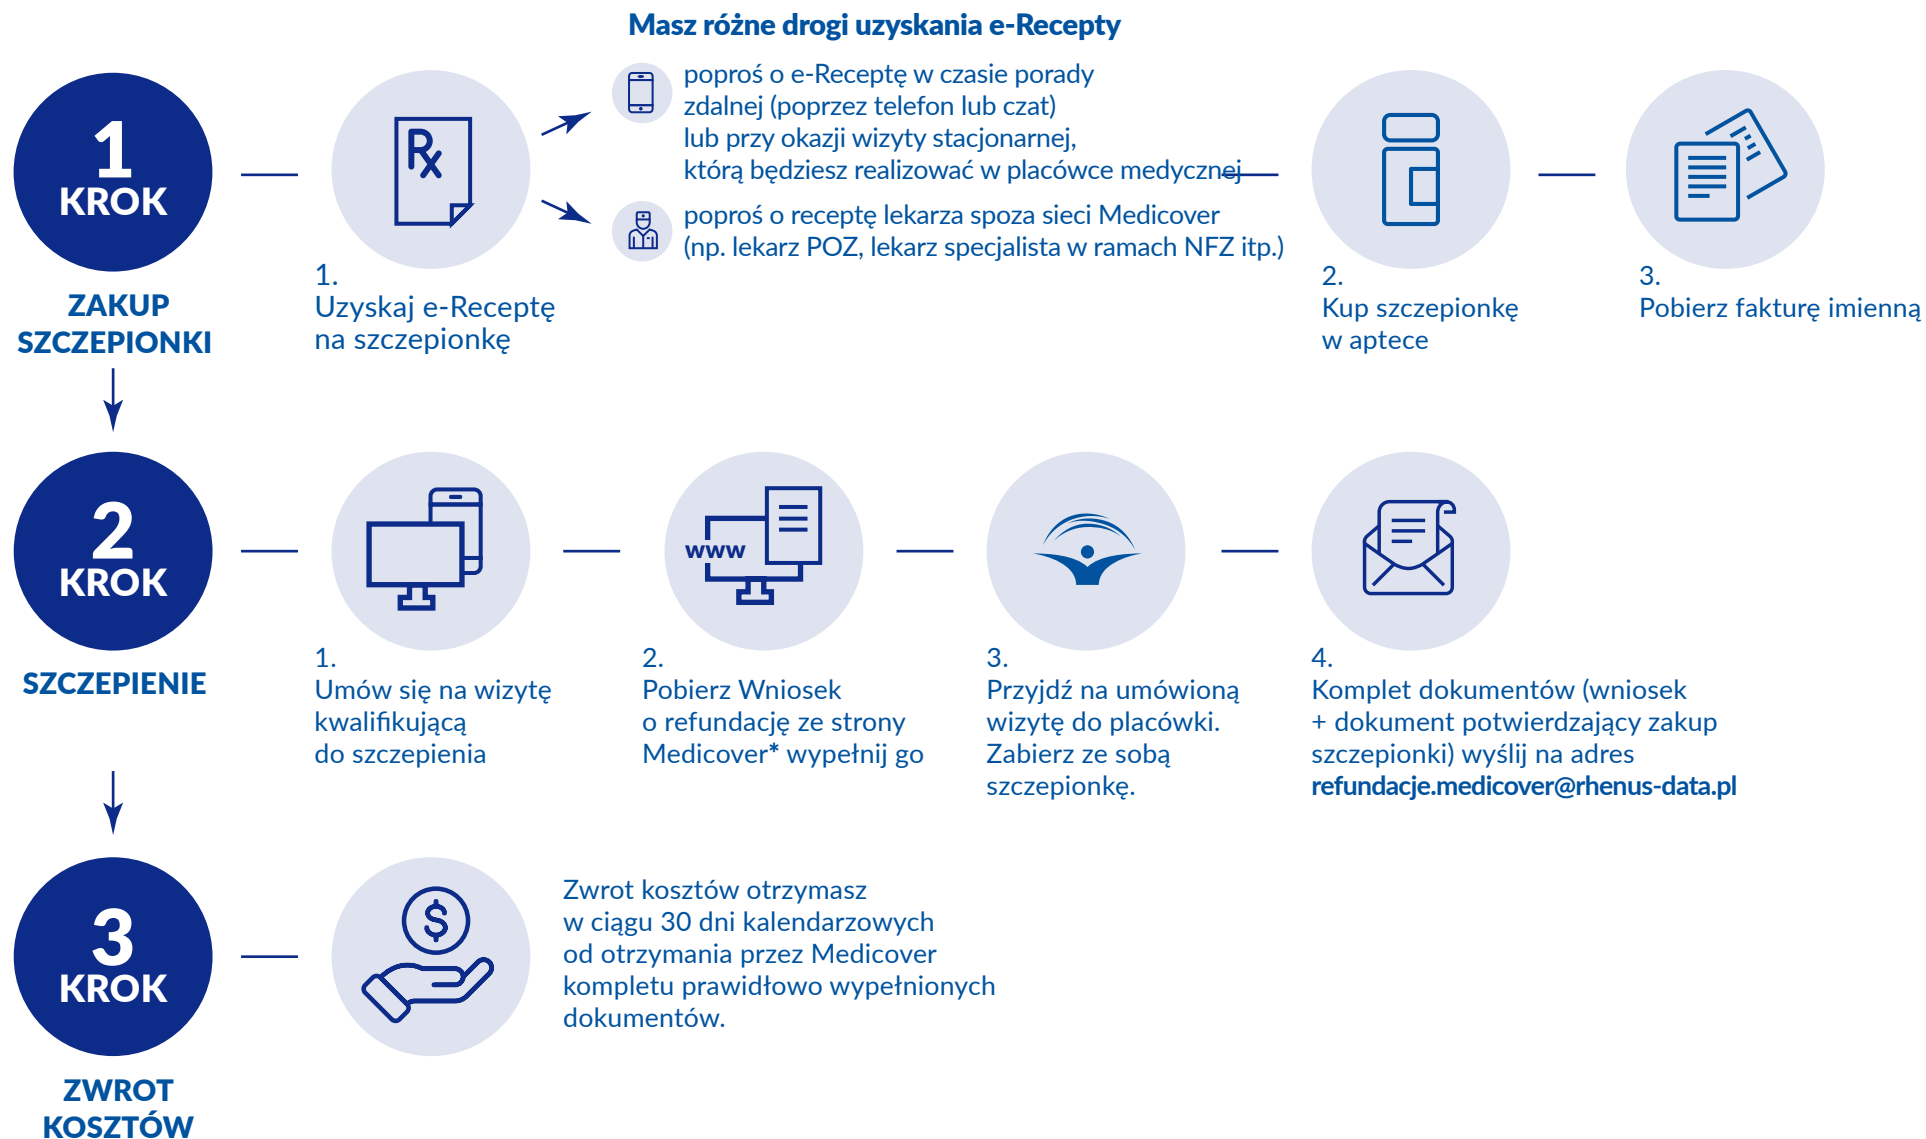 Masz różne drogi uzyskania e-Recepty
1
KROK
ZAKUP
SZCZEPIONKI
Rx
1.
Uzyskaj e-Receptę
na szczepionkę
poproś o e-Receptę w czasie porady
zdalnej (poprzez telefon lub czat)
lub przy okazji wizyty stacjonarnej,
którą będziesz realizować w placówce medycznej
poproś o receptę lekarza spoza sieci Medicover
(np. lekarz POZ, lekarz specjalista w ramach NFZ itp.)
2.
Kup szczepionkę
w aptece
3.
Pobierz fakturę imienną
2
KROK
SZCZEPIENIE
1.
Umów się na wizytę
kwalifikującą
do szczepienia
www
2.
Pobierz Wniosek
o refundację ze strony
Medicover* wypełnij go
3.
Przyjdź na umówioną
wizytę do placówki.
Zabierz ze sobą
szczepionkę.
4.
Komplet dokumentów (wniosek
+ dokument potwierdzający zakup
szczepionki) wyślij na adres
refundacje.medicover@rhenus-data.pl
3
KROK
ZWROT
KOSZTÓW
$
Zwrot kosztów otrzymasz
w ciągu 30 dni kalendarzowych
od otrzymania przez Medicover
kompletu prawidłowo wypełnionych
dokumentów.